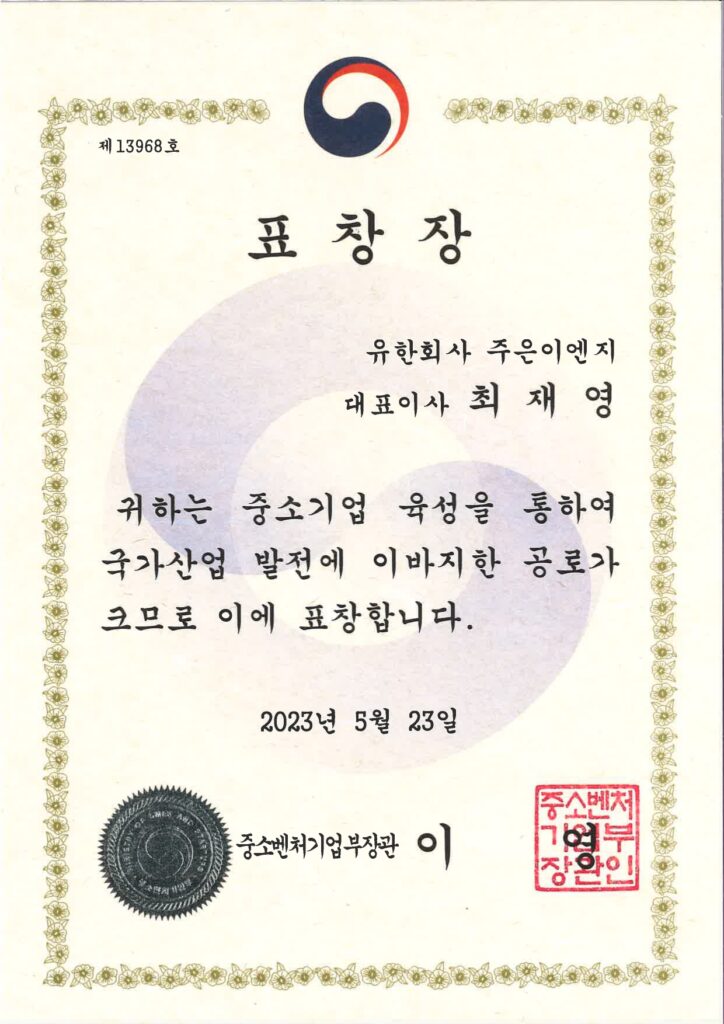 제13968호
표 창 장
유한회사 주은이엔지
대표이사 최 재 영
귀하는 중소기업 육성을 통하여
국가산업 발전에 이바지한 공로가
크므로 이에 표창합니다.
2023년 5월 23일
중소벤처기업부장관 이 영
중소벤처
기업부
장관인